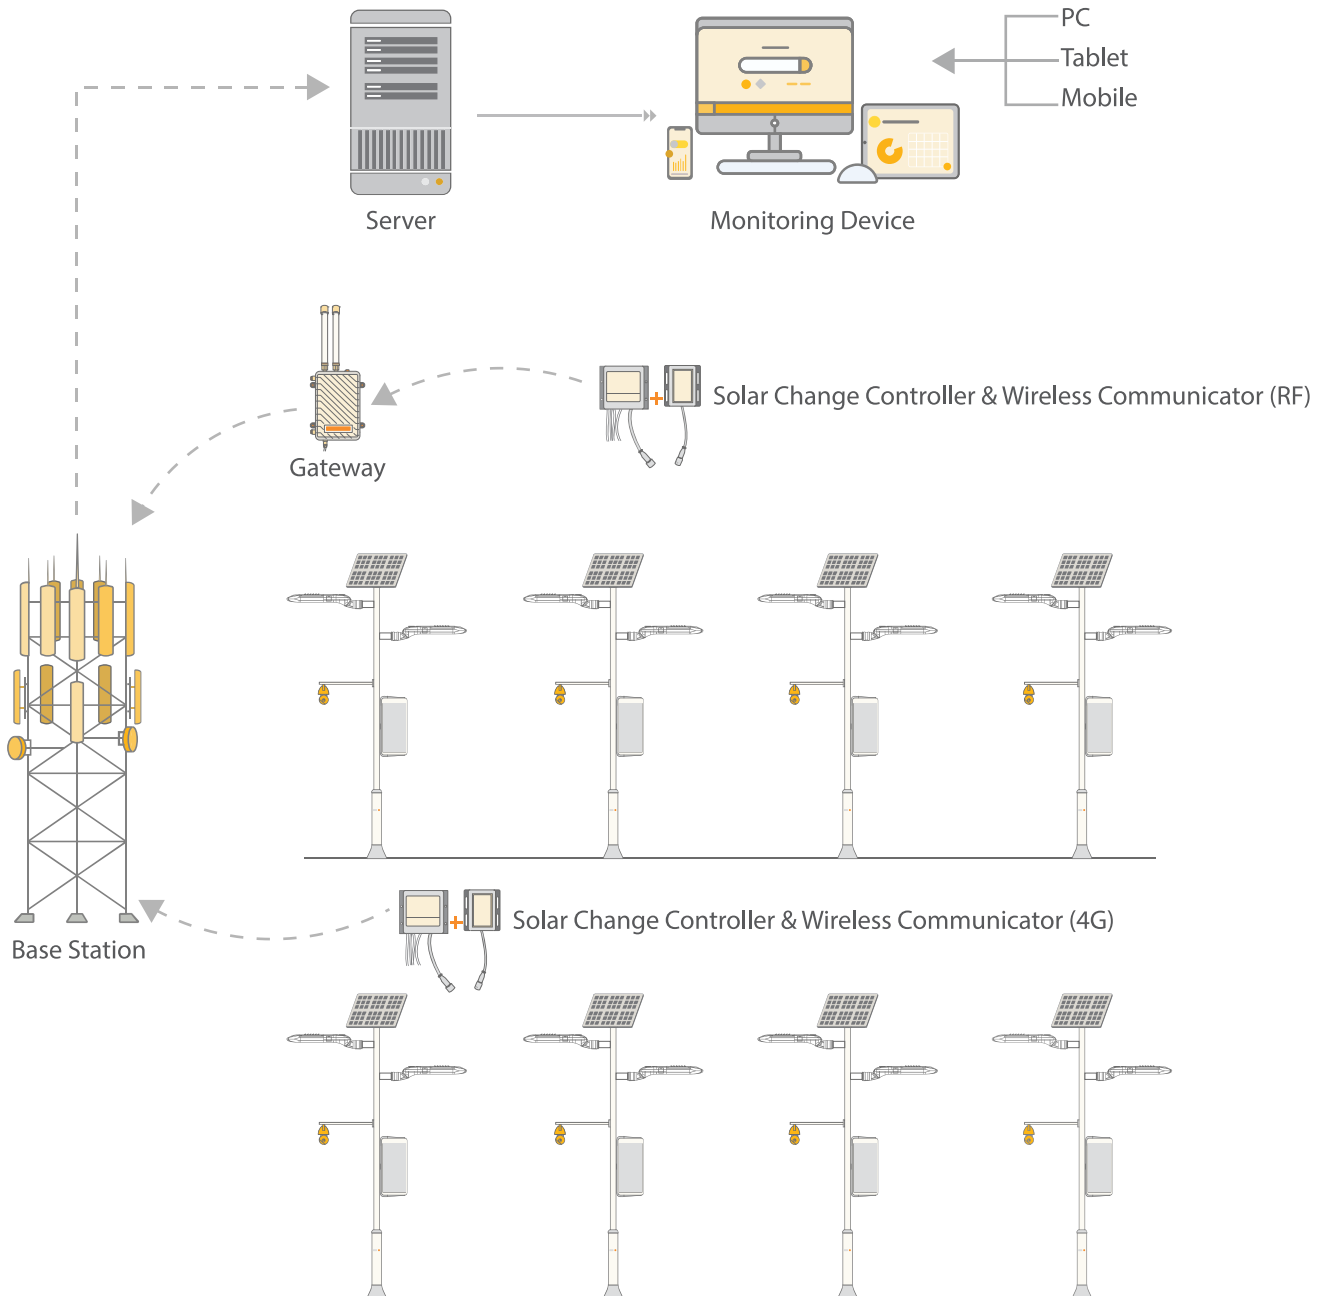 PC
Tablet
Mobile
Server
Monitoring Device
Solar Change Controller & Wireless Communicator (RF)
Gateway
Solar Change Controller & Wireless Communicator (4G)
Base Station